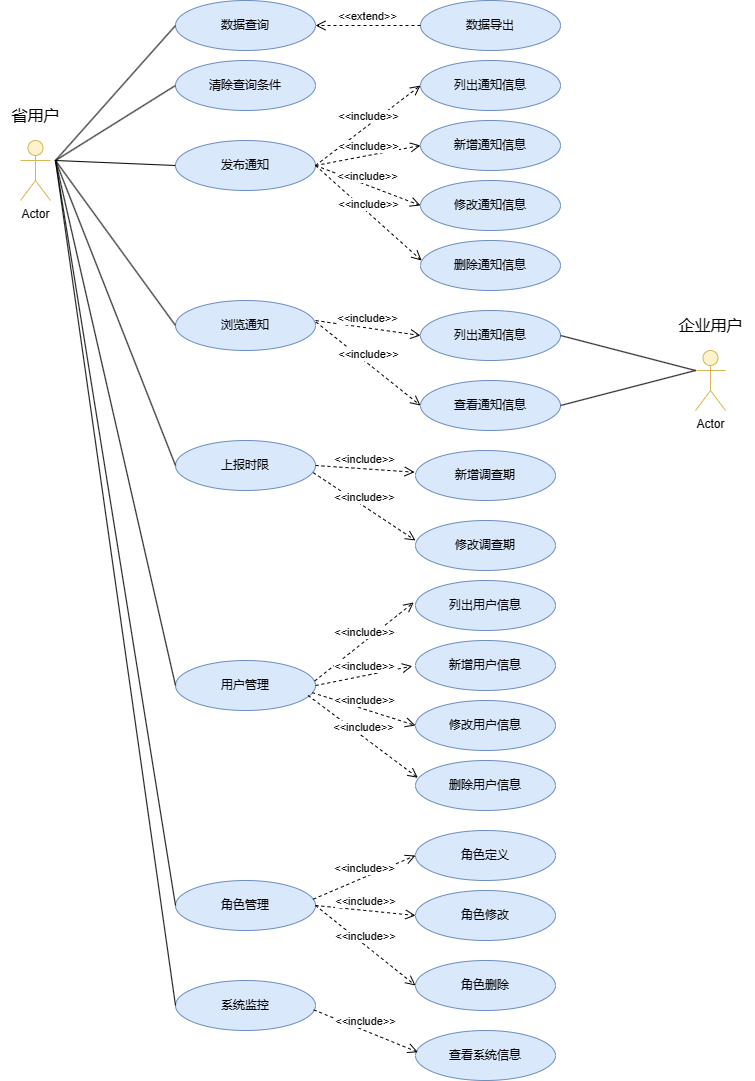 数据查询
<<extend>>
数据导出
清除查询条件
列出通知信息
省用户
Actor
<<include>>
新增通知信息
<<include>>
发布通知
<<include>>
修改通知信息
<<include>>
删除通知信息
浏览通知
<<include>>
列出通知信息
企业用户
Actor
<<include>>
查看通知信息
上报时限
<<include>>
新增调查期
<<include>>
修改调查期
列出用户信息
<<include>>
用户管理
<<include>>
新增用户信息
<<include>>
修改用户信息
<<include>>
删除用户信息
角色定义
<<include>>
角色管理
<<include>>
角色修改
<<include>>
角色删除
系统监控
<<include>>
查看系统信息